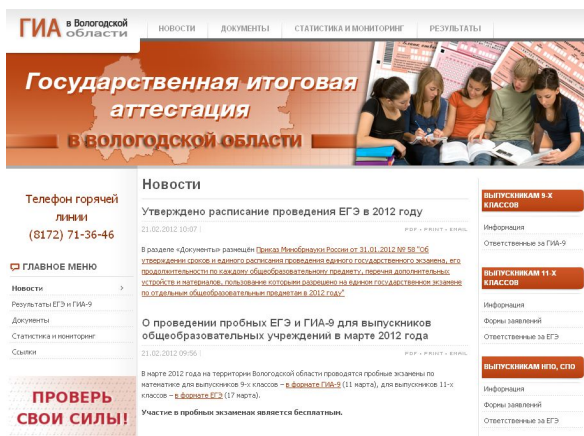 ГИА в Вологодской
области
НОВОСТИ ДОКУМЕНТЫ СТАТИСТИКА И МОНИТОРИНГ РЕЗУЛЬТАТЫ
Государственная итоговая
аттестация
В ВОЛОГОДСКОЙ ОБЛАСТИ
Телефон горячей
линии
(8172) 71-36-46
ГЛАВНОЕ МЕНЮ
Новости
Результаты ЕГЭ и ГИА-9
Документы
Статистика и мониторинг
Ссылки
ПРОВЕРЬ
СВОИ СИЛЫ!
Новости
Утверждено расписание проведения ЕГЭ в 2012 году
21.02.2012 10:07
PDF • PRINT • EMAIL
В разделе «Документы» размещён Приказ Минобрнауки России от 31.01.2012 № 58 "Об
утверждении сроков и единого расписания проведения единого государственного экзамена, его
продолжительности по каждому общеобразовательному предмету, перечня дополнительных
устройств и материалов, пользование которыми разрешено на едином государственном экзамене
по отдельным общеобразовательным предметам в 2012 году"
О проведении пробных ЕГЭ и ГИА-9 для выпускников
общеобразовательных учреждений в марте 2012 года
21.02.2012 09:56
PDF • PRINT • EMAIL
В марте 2012 года на территории Вологодской области проводятся пробные экзамены по
математике для выпускников 9-х классов – в формате ГИА-9 (11 марта), для выпускников 11-х
классов – в формате ЕГЭ (17 марта).
Участие в пробных экзаменах является бесплатным.
ВЫПУСКНИКАМ 9-Х
КЛАССОВ
Информация
Ответственные за ГИА-9
ВЫПУСКНИКАМ 11-Х
КЛАССОВ
Информация
Формы заявлений
Ответственные за ЕГЭ
ВЫПУСКНИКАМ НПО, СПО
Информация
Формы заявлений
Ответственные за ЕГЭ